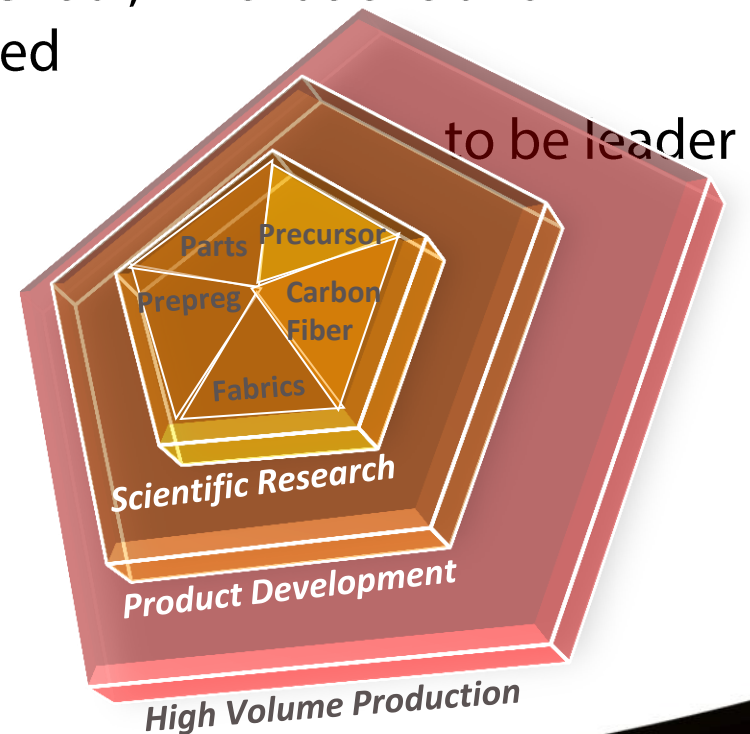 ed
to be leader
Parts
Precursor
Prepreg
Carbon
Fiber
Fabrics
Scientific Research
Product Development
High Volume Production